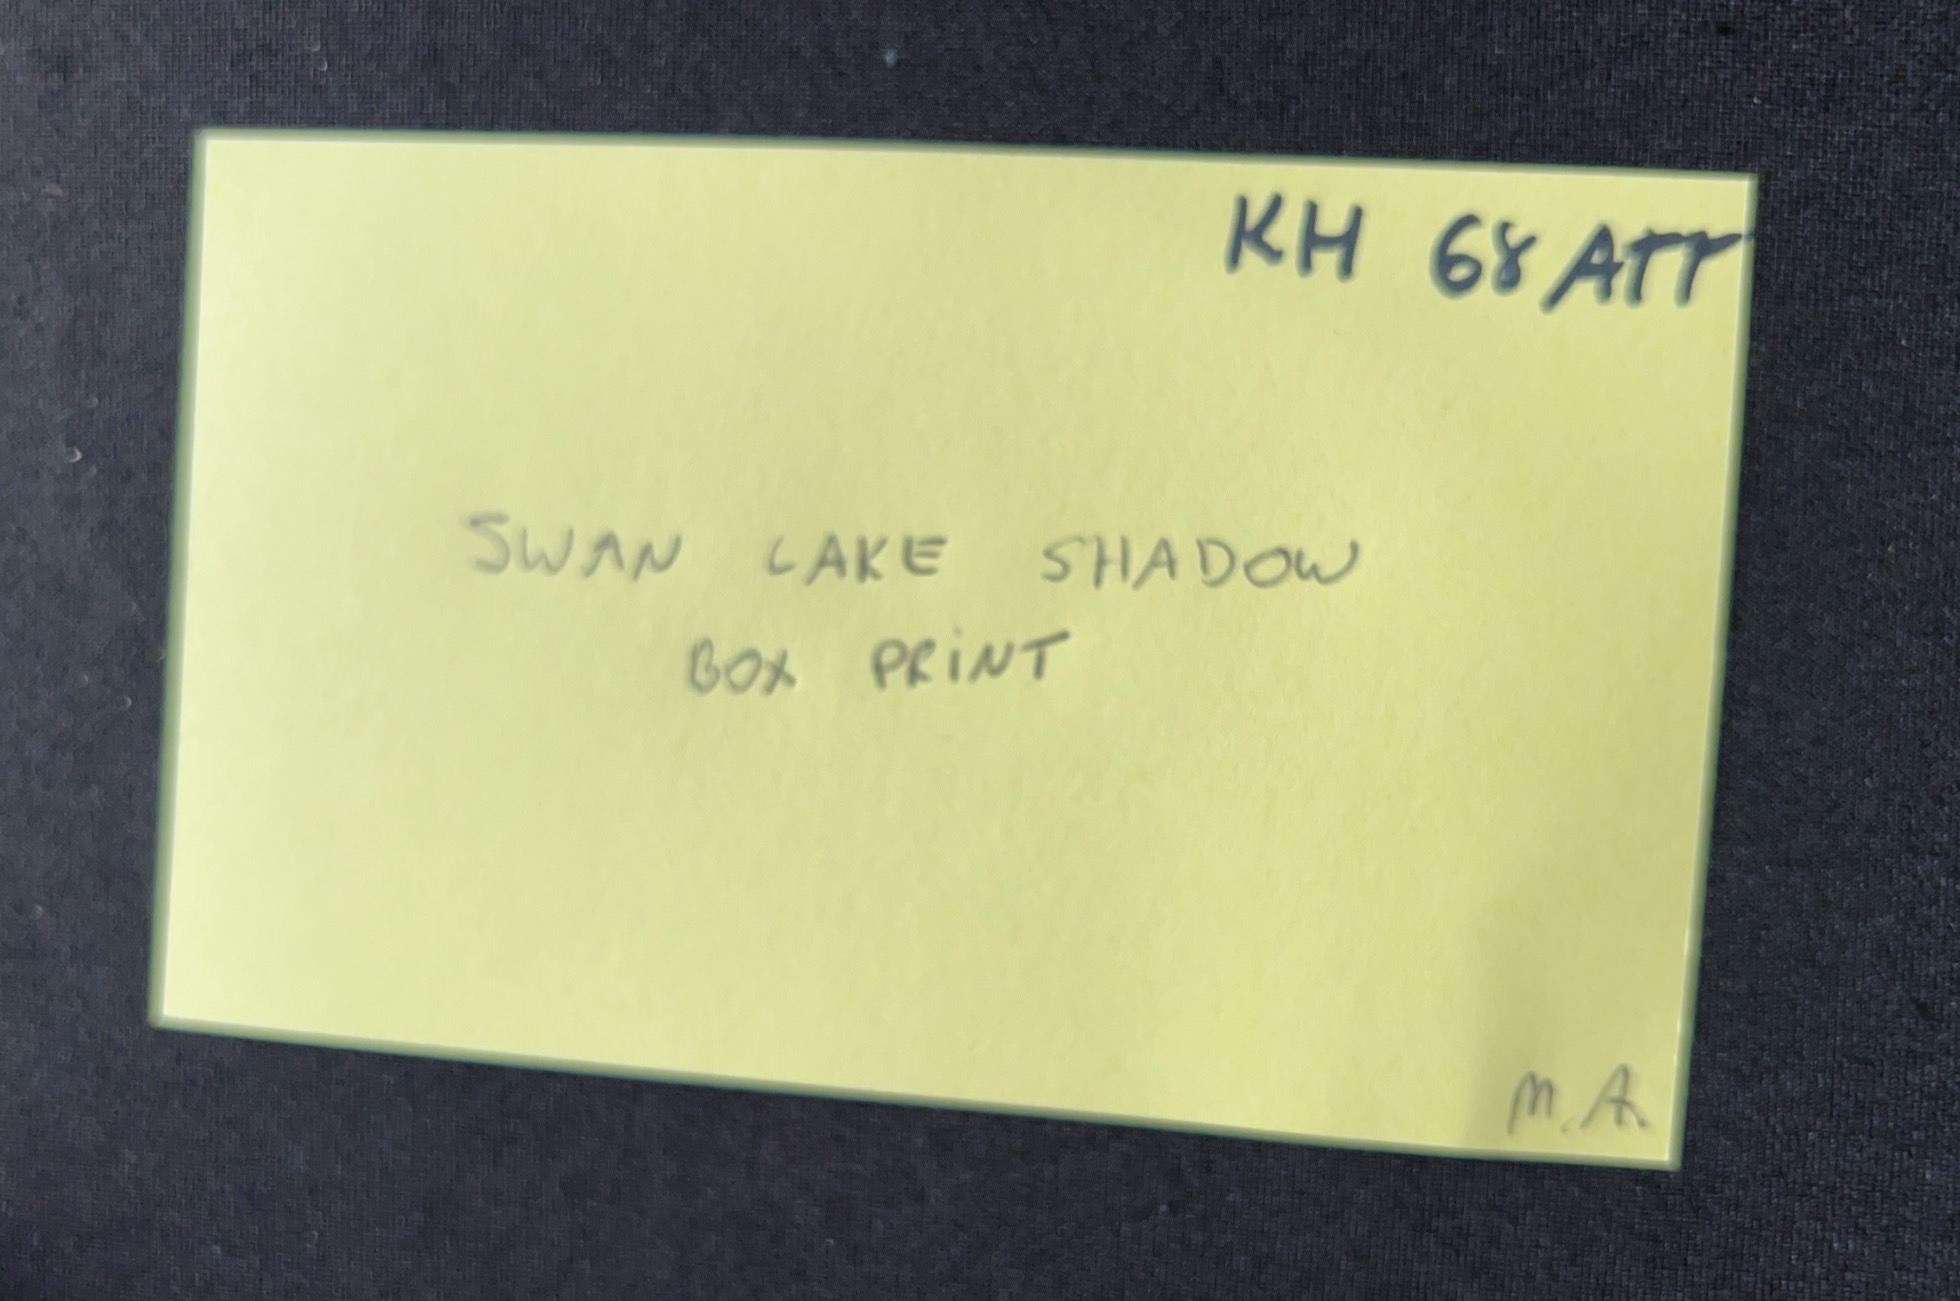 KH 68 ATT
SWAN LAKE SHADOW
BOX PRiNT
M.A.